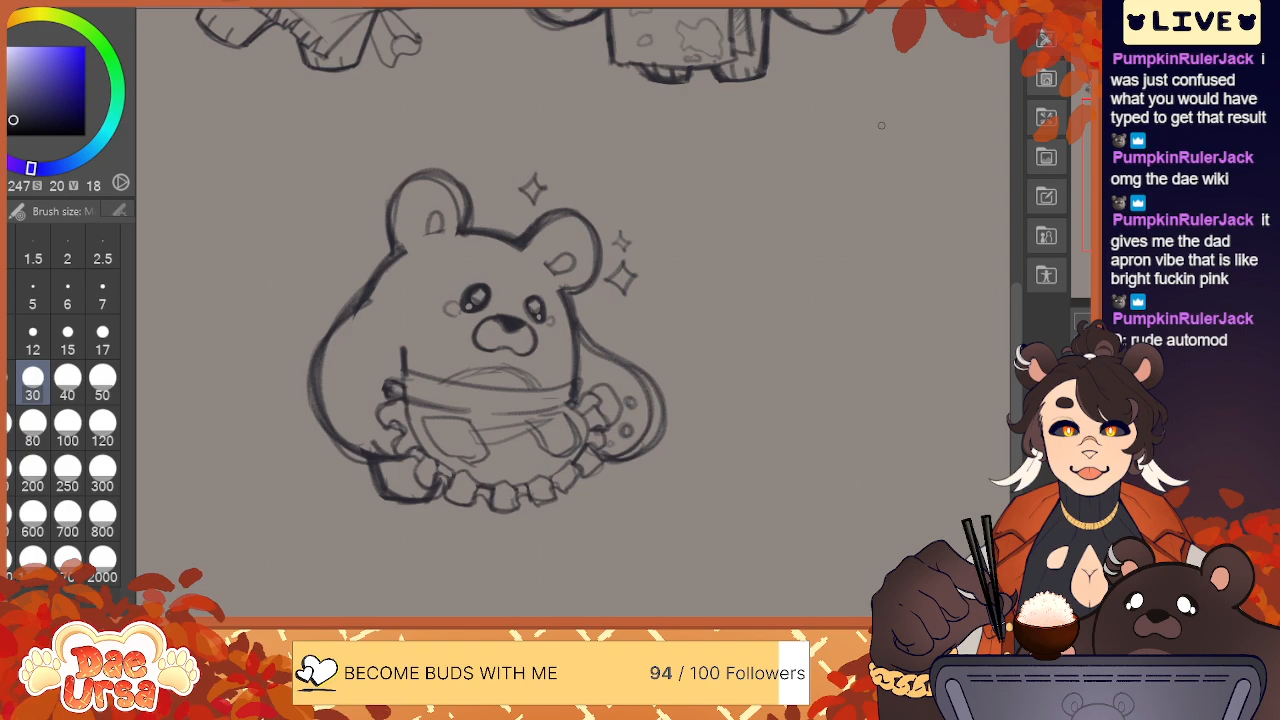 LIVE
PumpkinRulerJack i
was just confused
what you would have
typed to get that result
PumpkinRulerJack
omg the dae wiki
PumpkinRulerJack it
gives me the dad
apron vibe that is like
bright fuckin pink
PumpkinRulerJack
rude automod
247 S 20 V 18
Brush size: M
1.5 2 2.5
5 6 7
12 15 17
30 40 50
80 100 120
200 250 300
600 700 800
2000
Dae
Ursa
BECOME BUDS WITH ME 94 / 100 Followers